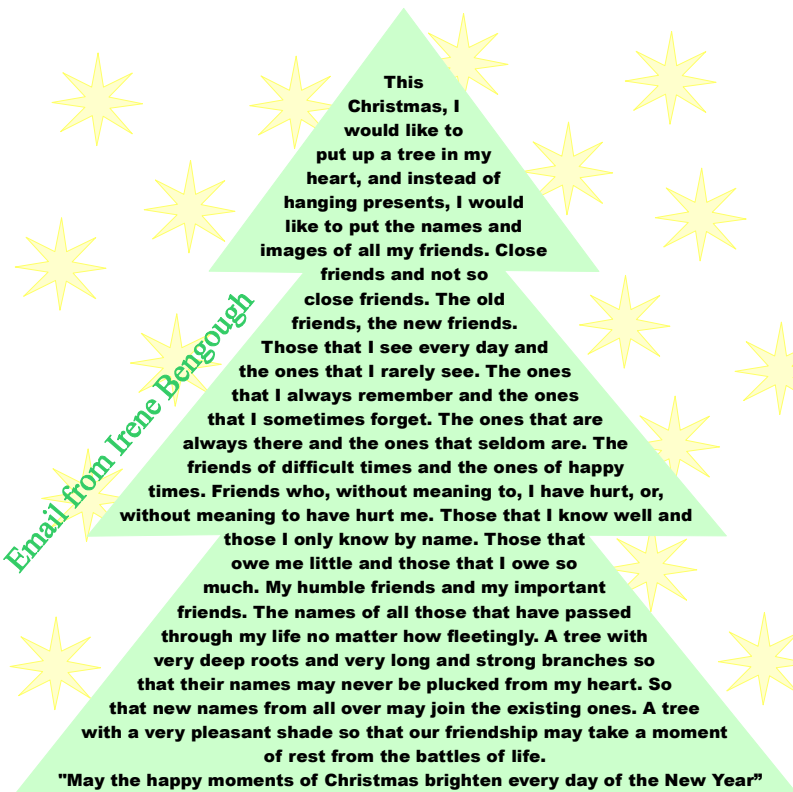 This
Christmas, I
would like to
put up a tree in my
heart, and instead of
hanging presents, I would
like to put the names and
images of all my friends. Close
friends and not so
close friends. The old
friends, the new friends.
Those that I see every day and
the ones that I rarely see. The ones
that I always remember and the ones
that I sometimes forget. The ones that are
always there and the ones that seldom are. The
friends of difficult times and the ones of happy
times. Friends who, without meaning to, I have hurt, or,
without meaning to have hurt me. Those that I know well and
those I only know by name. Those that
owe me little and those that I owe so
much. My humble friends and my important
friends. The names of all those that have passed
through my life no matter how fleetingly. A tree with
very deep roots and very long and strong branches so
that their names may never be plucked from my heart. So
that new names from all over may join the existing ones. A tree
with a very pleasant shade so that our friendship may take a moment
of rest from the battles of life.
"May the happy moments of Christmas brighten every day of the New Year”
Email from Irene Bengough